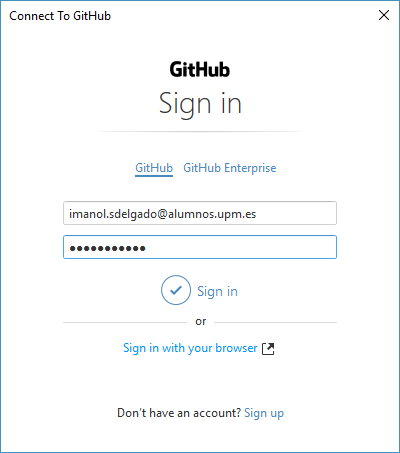 Connect To GitHub
GitHub
Sign in
GitHub GitHub Enterprise
imanol.sdelgado@alumnos.upm.es
●●●●●●●●●●●
Sign in
or
Sign in with your browser
Don't have an account? Sign up